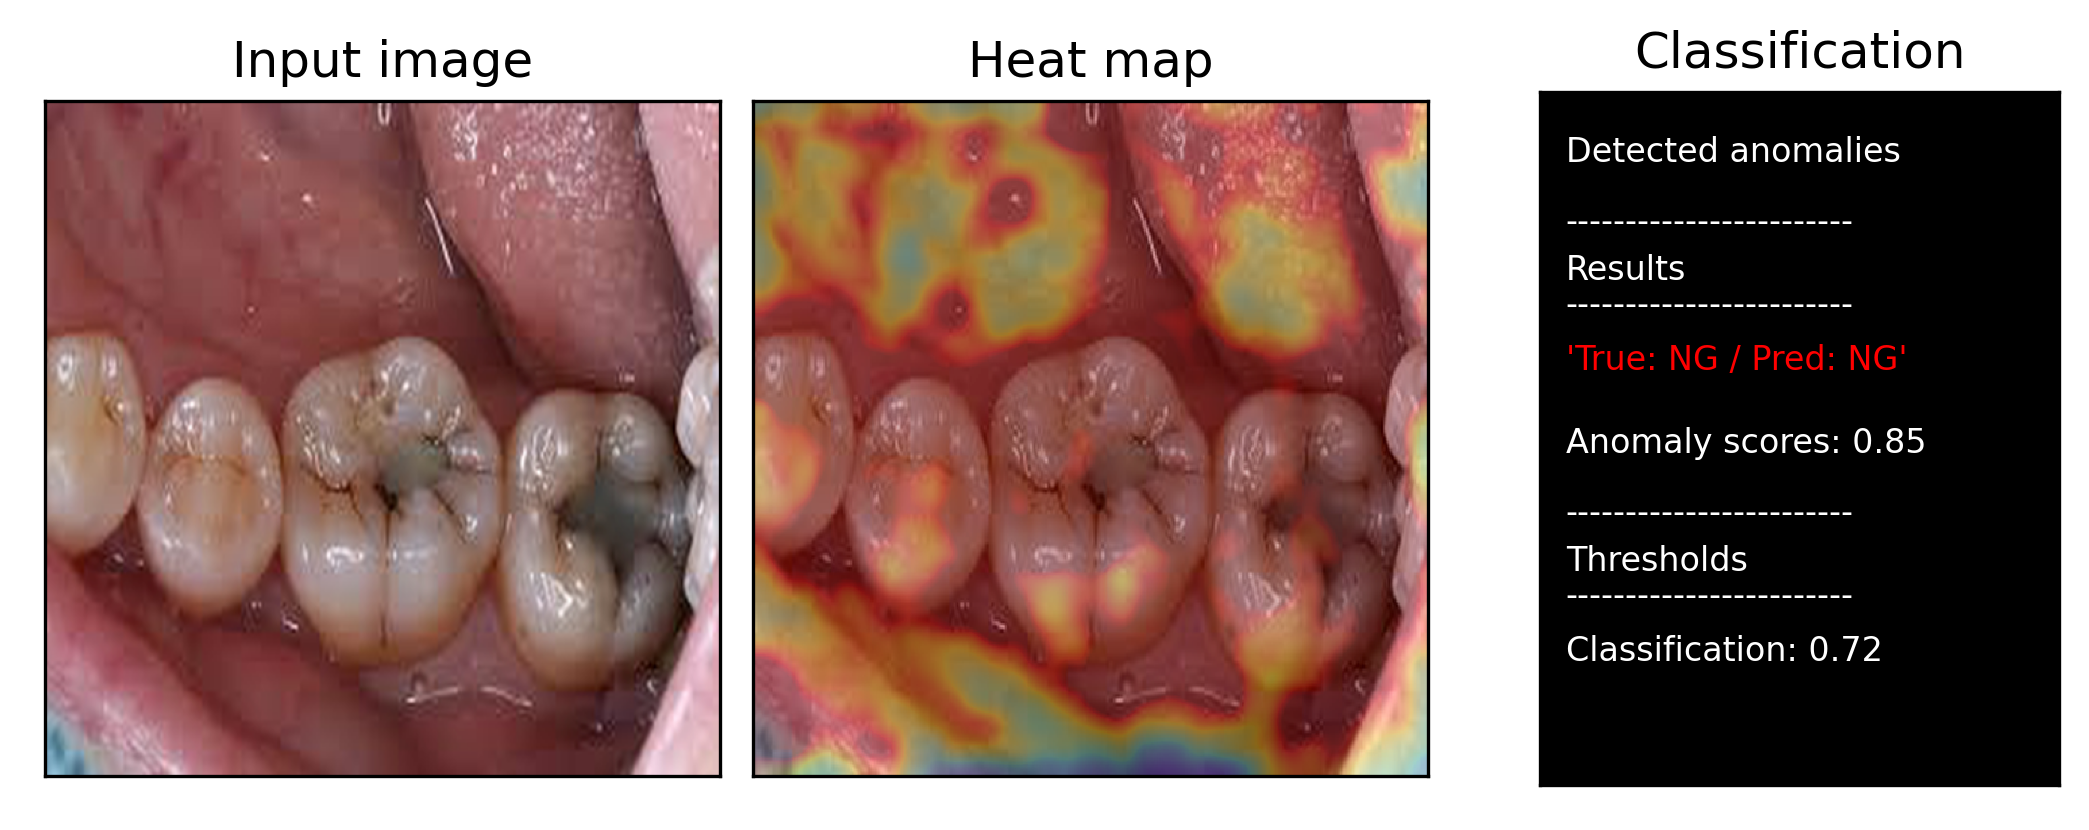 Input image
Heat map
Classification
Detected anomalies
------------------------
Results
------------------------
'True: NG / Pred: NG'
Anomaly scores: 0.85
------------------------
Thresholds
------------------------
Classification: 0.72